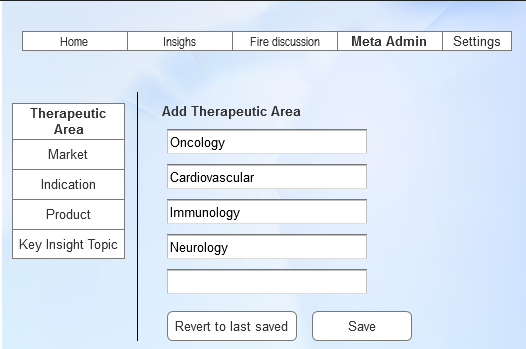 Home Insighs Fire discussion Meta Admin Settings
Therapeutic
Area
Market
Indication
Product
Key Insight Topic
Add Therapeutic Area
Oncology
Cardiovascular
Immunology
Neurology
Revert to last saved Save